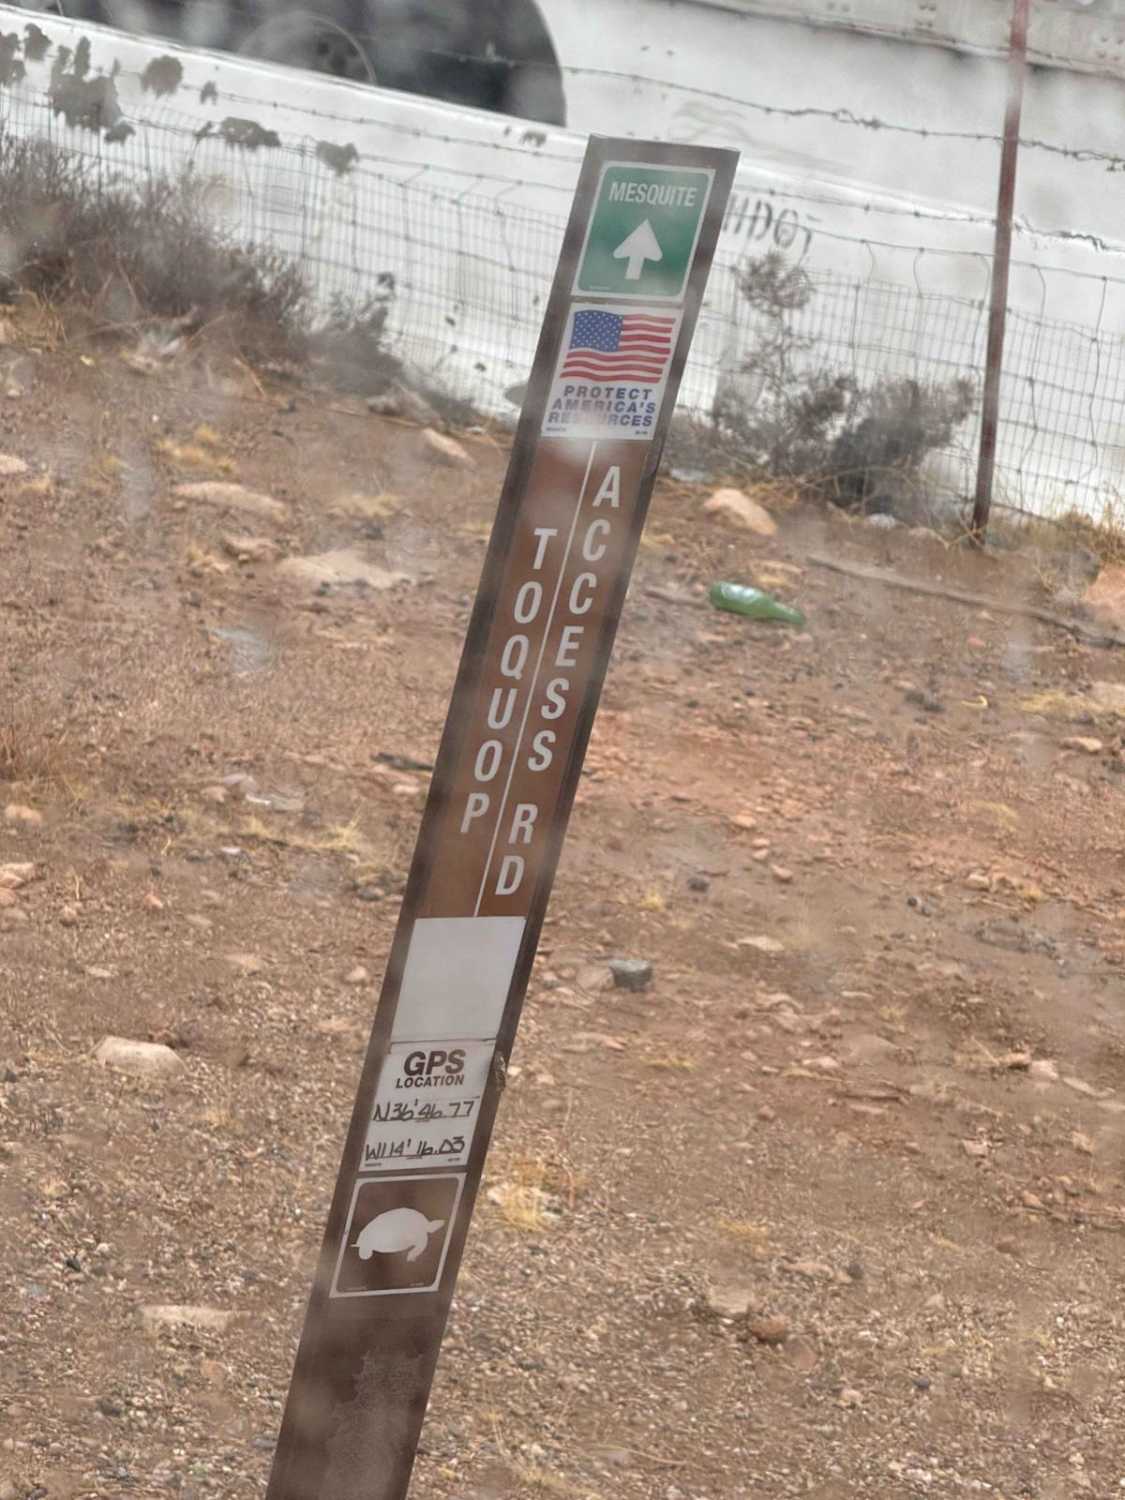 MESQUITE
PROTECT
AMERICA'S
RESOURCES
TOQUOP
ACCESS RD
GPS
LOCATION
N36'46.77
W114' 16.03